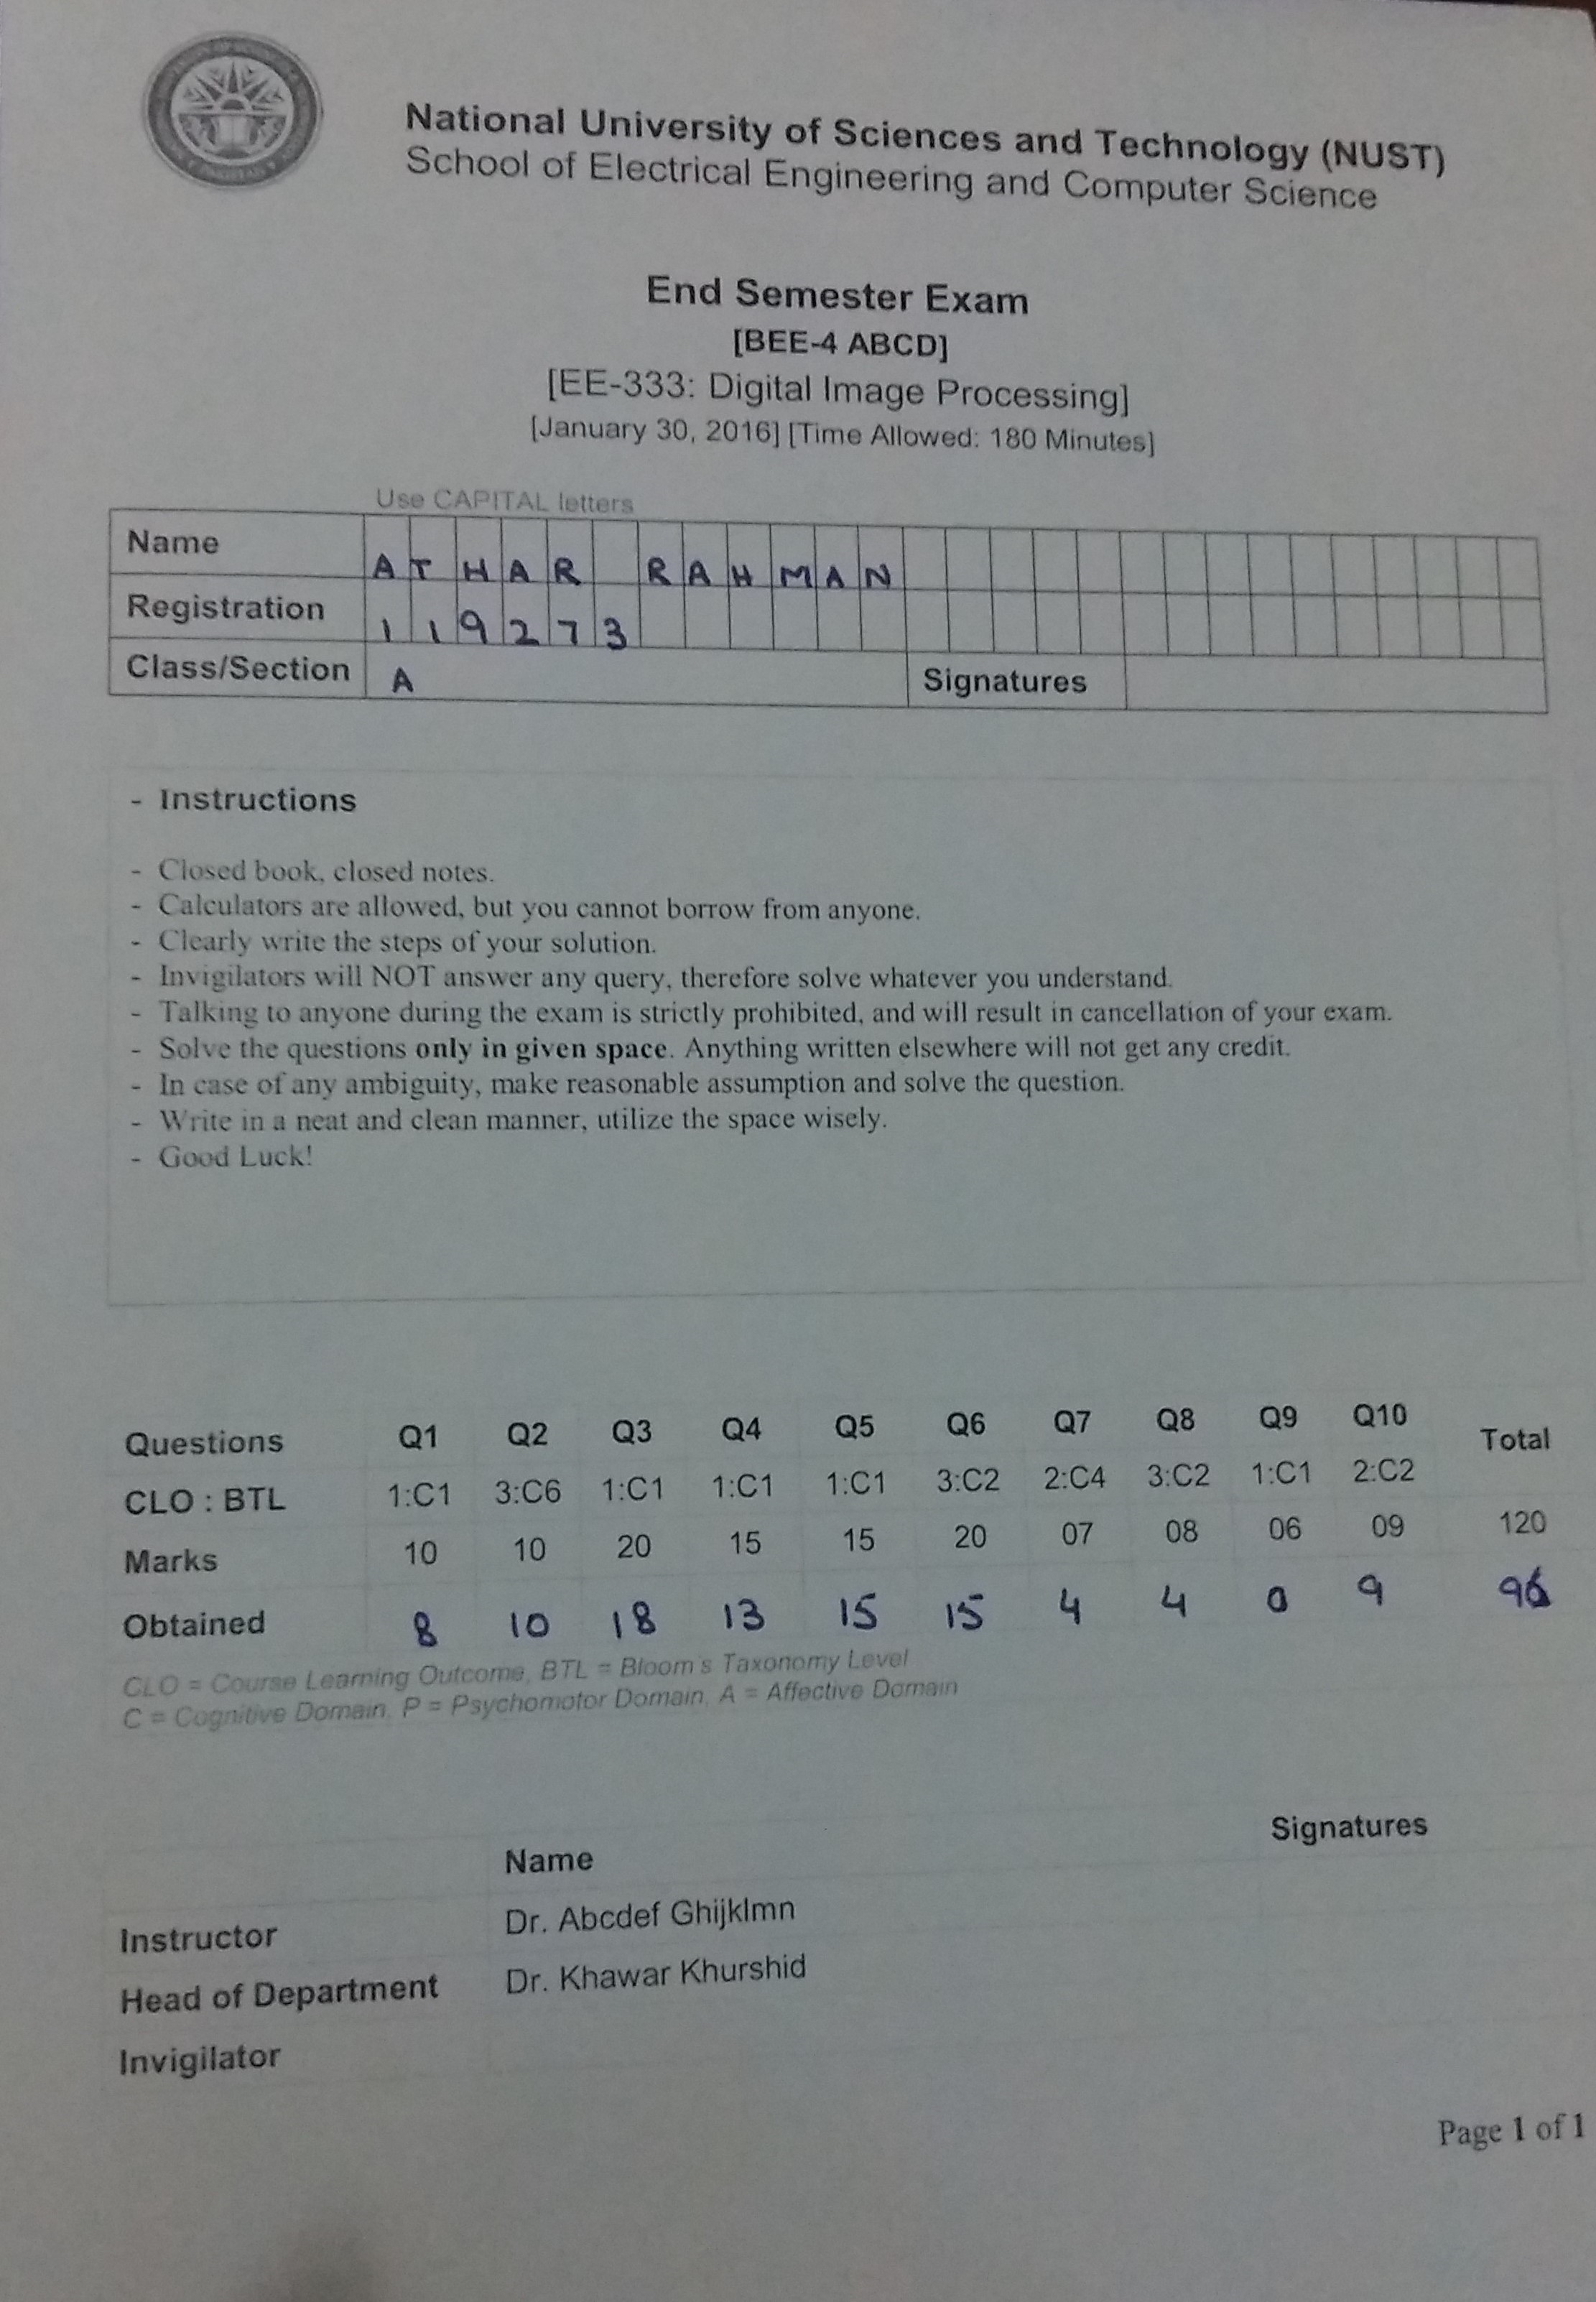 National University of Sciences and Technology (NUST)
School of Electrical Engineering and Computer Science
End Semester Exam
[BEE-4 ABCD]
[EE-333: Digital Image Processing]
[January 30, 2016] [Time Allowed: 180 Minutes]
Use CAPITAL letters
Name ATHAR RAHMAN
Registration 119273
Class/Section A Signatures
- Instructions
- Closed book, closed notes.
- Calculators are allowed, but you cannot borrow from anyone.
- Clearly write the steps of your solution.
- Invigilators will NOT answer any query, therefore solve whatever you understand.
- Talking to anyone during the exam is strictly prohibited, and will result in cancellation of your exam.
- Solve the questions only in given space. Anything written elsewhere will not get any credit.
- In case of any ambiguity, make reasonable assumption and solve the question.
- Write in a neat and clean manner, utilize the space wisely.
- Good Luck!
Questions Q1 Q2 Q3 Q4 Q5 Q6 Q7 Q8 Q9 Q10 Total
CLO : BTL 1:C1 3:C6 1:C1 1:C1 1:C1 3:C2 2:C4 3:C2 1:C1 2:C2
Marks 10 10 20 15 15 20 07 08 06 09 120
Obtained 8 10 18 13 15 15 4 4 0 9 96
CLO = Course Learning Outcome, BTL = Bloom's Taxonomy Level
C = Cognitive Domain, P = Psychomotor Domain, A = Affective Domain
Name Signatures
Instructor Dr. Abcdef Ghijklmn
Head of Department Dr. Khawar Khurshid
Invigilator
Page 1 of 1